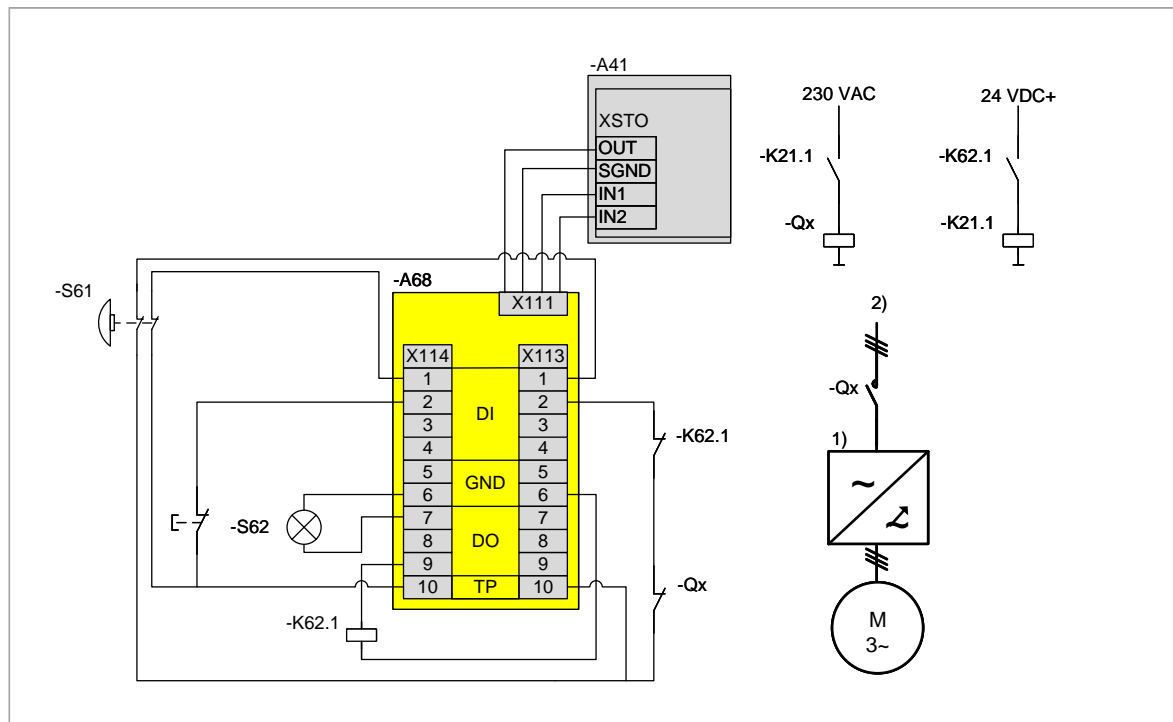 -A41
230 VAC
24 VDC+
XSTO
OUT
SGND
IN1
IN2
-K21.1
-K62.1
-Qx
-K21.1
-S61
-A68
X111
2)
X114
X113
1
1
2
DI
2
3
3
4
4
-Qx
-K62.1
1)
5
GND
5
6
6
~
-S62
7
7
8
DO
8
9
9
10
TP
10
-Qx
-K62.1
M
3~